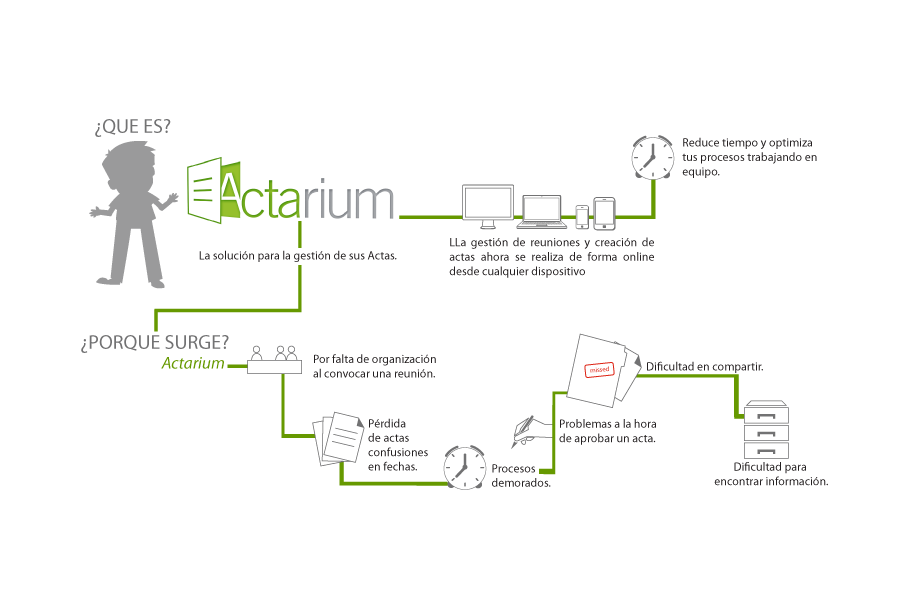 ¿QUE ES?
Actarium
La solución para la gestión de sus Actas.
LLa gestión de reuniones y creación de
actas ahora se realiza de forma online
desde cualquier dispositivo
Reduce tiempo y optimiza
tus procesos trabajando en
equipo.
¿PORQUE SURGE?
Actarium
Por falta de organización
al convocar una reunión.
Pérdida
de actas
confusiones
en fechas.
Procesos
demorados.
Problemas a la hora
de aprobar un acta.
missed
Dificultad en compartir.
Dificultad para
encontrar información.